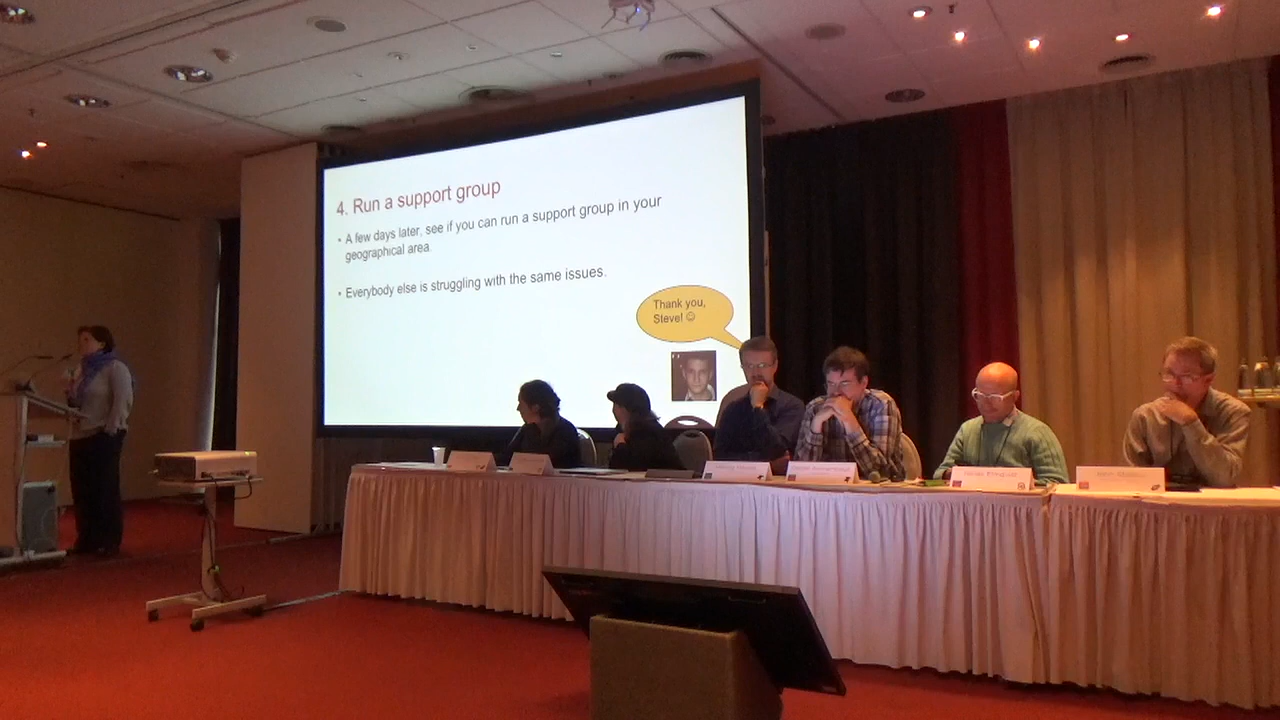 4. Run a support group
• A few days later, see if you can run a support group in your
geographical area.
• Everybody else is struggling with the same issues.
Thank you,
Steve! ☺